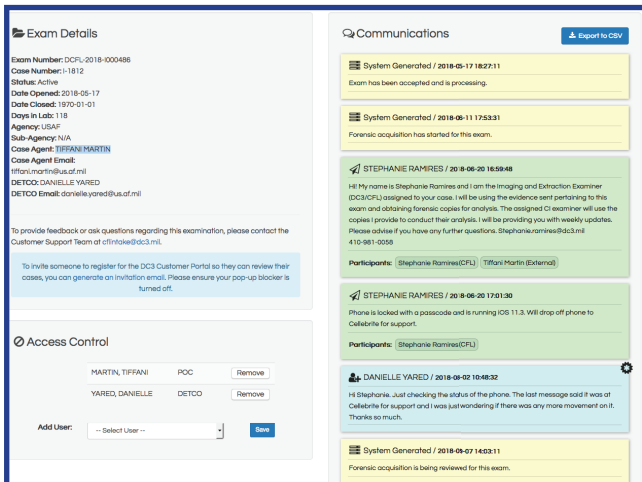 Exam Details
Exam Number: DCFL-2018-I000486
Case Number: I-1812
Status: Active
Date Opened: 2018-05-17
Date Closed: 1970-01-01
Days in Lab: 118
Agency: USAF
Sub-Agency: N/A
Case Agent: TIFFANI MARTIN
Case Agent Email:
tiffani.martin@us.af.mil
DETCO: DANIELLE YARED
DETCO Email: danielle.yared@us.af.mil
To provide feedback or ask questions regarding this examination, please contact the
Customer Support Team at cflintake@dc3.mil.
To invite someone to register for the DC3 Customer Portal so they can review their
cases, you can generate an invitation email. Please ensure your pop-up blocker is
turned off.
Access Control
MARTIN, TIFFANI POC Remove
YARED, DANIELLE DETCO Remove
Add User: -- Select User -- Save
Communications
Export to CSV
System Generated / 2018-05-17 18:27:11
Exam has been accepted and is processing.
System Generated / 2018-06-11 17:53:31
Forensic acquisition has started for this exam.
STEPHANIE RAMIRES / 2018-06-20 16:59:48
Hi! My name is Stephanie Ramires and I am the Imaging and Extraction Examiner
(DC3/CFL) assigned to your case. I will be using the evidence sent pertaining to this
exam and obtaining forensic copies for analysis. The assigned CI examiner will use the
copies I provide to conduct their analysis. I will be providing you with weekly updates.
Please advise if you have any further questions. Stephanie.ramires@dc3.mil
410-981-0058
Participants: Stephanie Ramires(CFL) Tiffani Martin (External)
STEPHANIE RAMIRES / 2018-06-20 17:01:30
Phone is locked with a passcode and is running IOS 11.3. Will drop off phone to
Cellebrite for support.
Participants: Stephanie Ramires(CFL)
DANIELLE YARED / 2018-08-02 10:48:32
Hi Stephanie. Just checking the status of the phone. The last message said it was at
Cellebrite for support and I was just wondering if there was any more movement on it.
Thanks so much.
System Generated / 2018-08-07 14:03:11
Forensic acquisition is being reviewed for this exam.